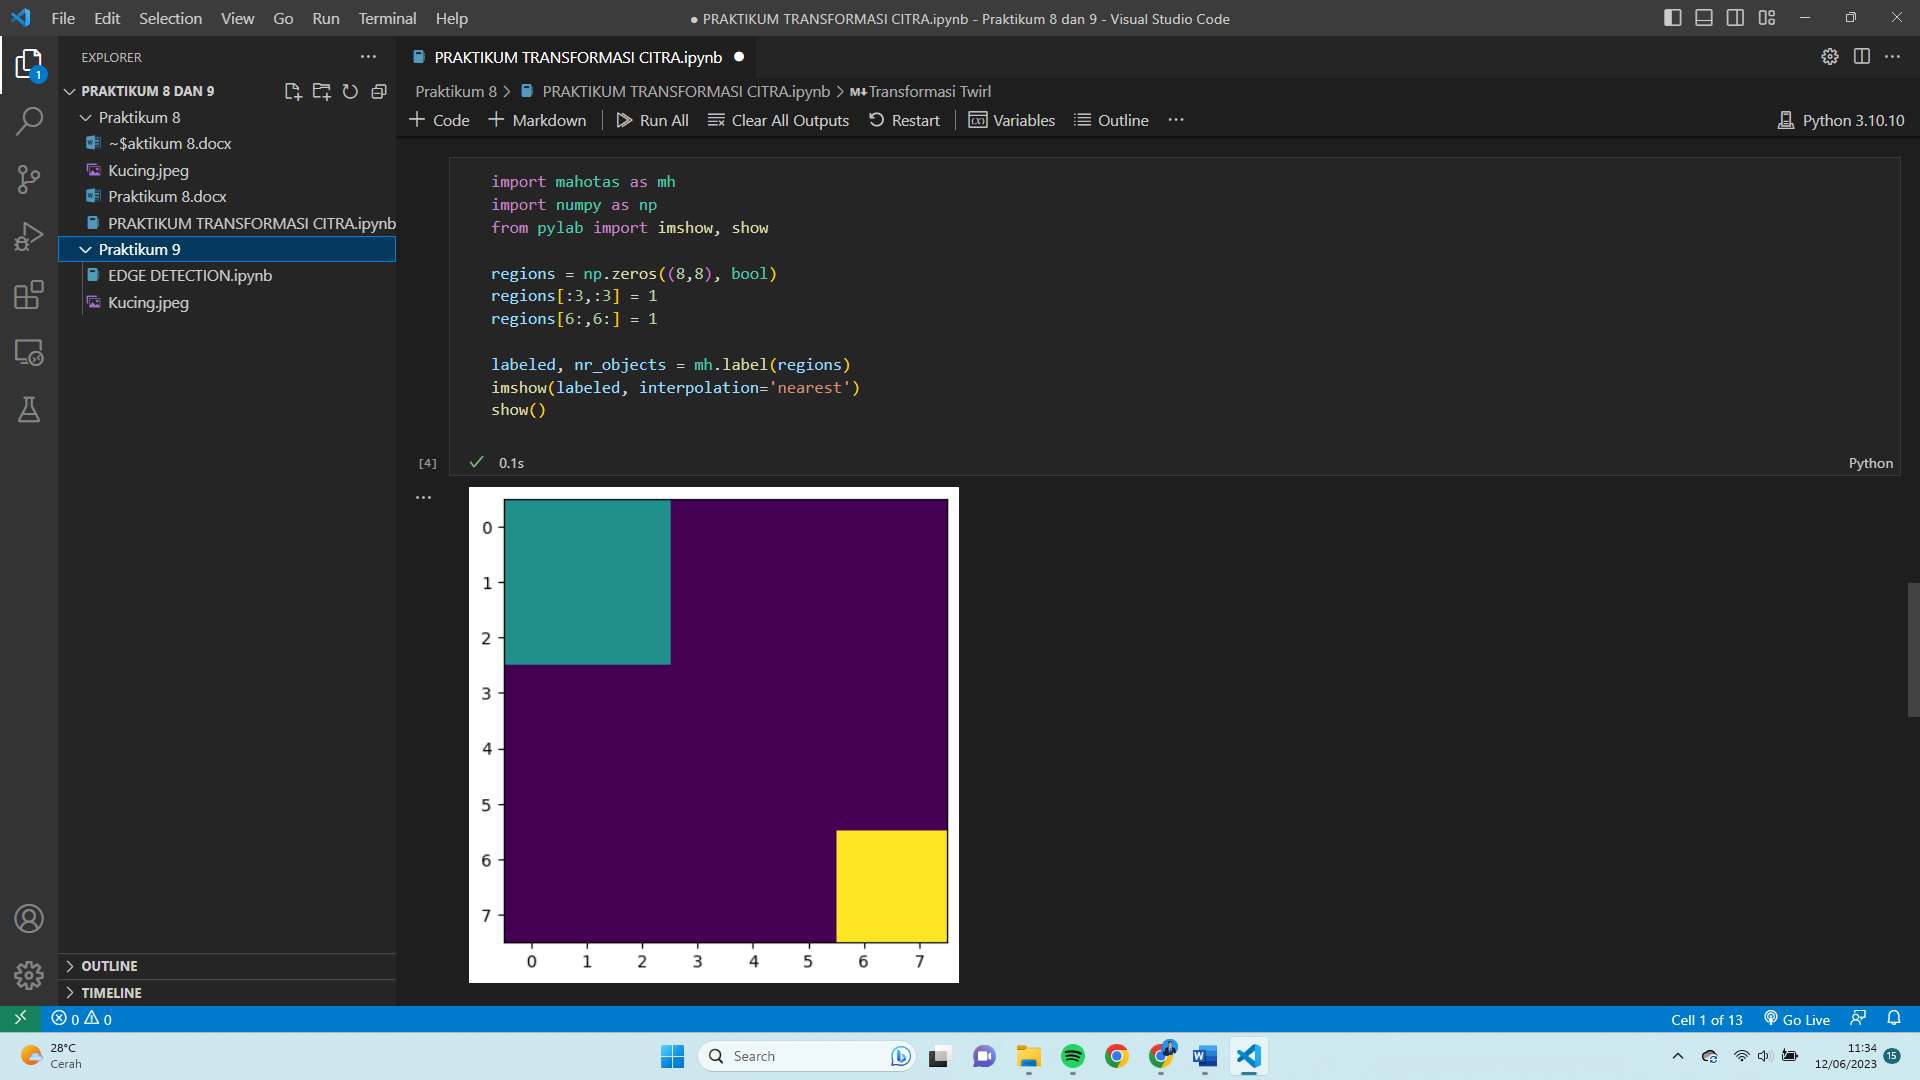 File Edit Selection View Go Run Terminal Help
● PRAKTIKUM TRANSFORMASI CITRA.ipynb - Praktikum 8 dan 9 - Visual Studio Code
EXPLORER
PRAKTIKUM 8 DAN 9
Praktikum 8
~$aktikum 8.docx
Kucing.jpeg
Praktikum 8.docx
PRAKTIKUM TRANSFORMASI CITRA.ipynb
Praktikum 9
EDGE DETECTION.ipynb
Kucing.jpeg
OUTLINE
TIMELINE
1
PRAKTIKUM TRANSFORMASI CITRA.ipynb
Praktikum 8 > PRAKTIKUM TRANSFORMASI CITRA.ipynb > M↓Transformasi Twirl
+ Code + Markdown Run All Clear All Outputs Restart Variables Outline ···
Python 3.10.10
import mahotas as mh
import numpy as np
from pylab import imshow, show
regions = np.zeros((8,8), bool)
regions[:3,:3] = 1
regions[6:,6:] = 1
labeled, nr_objects = mh.label(regions)
imshow(labeled, interpolation='nearest')
show()
[4] ✓ 0.1s
Python
0
1
2
3
4
5
6
7
0 1 2 3 4 5 6 7
0 0
Cell 1 of 13 Go Live
28°C
Cerah
Search
11:34
12/06/2023
15